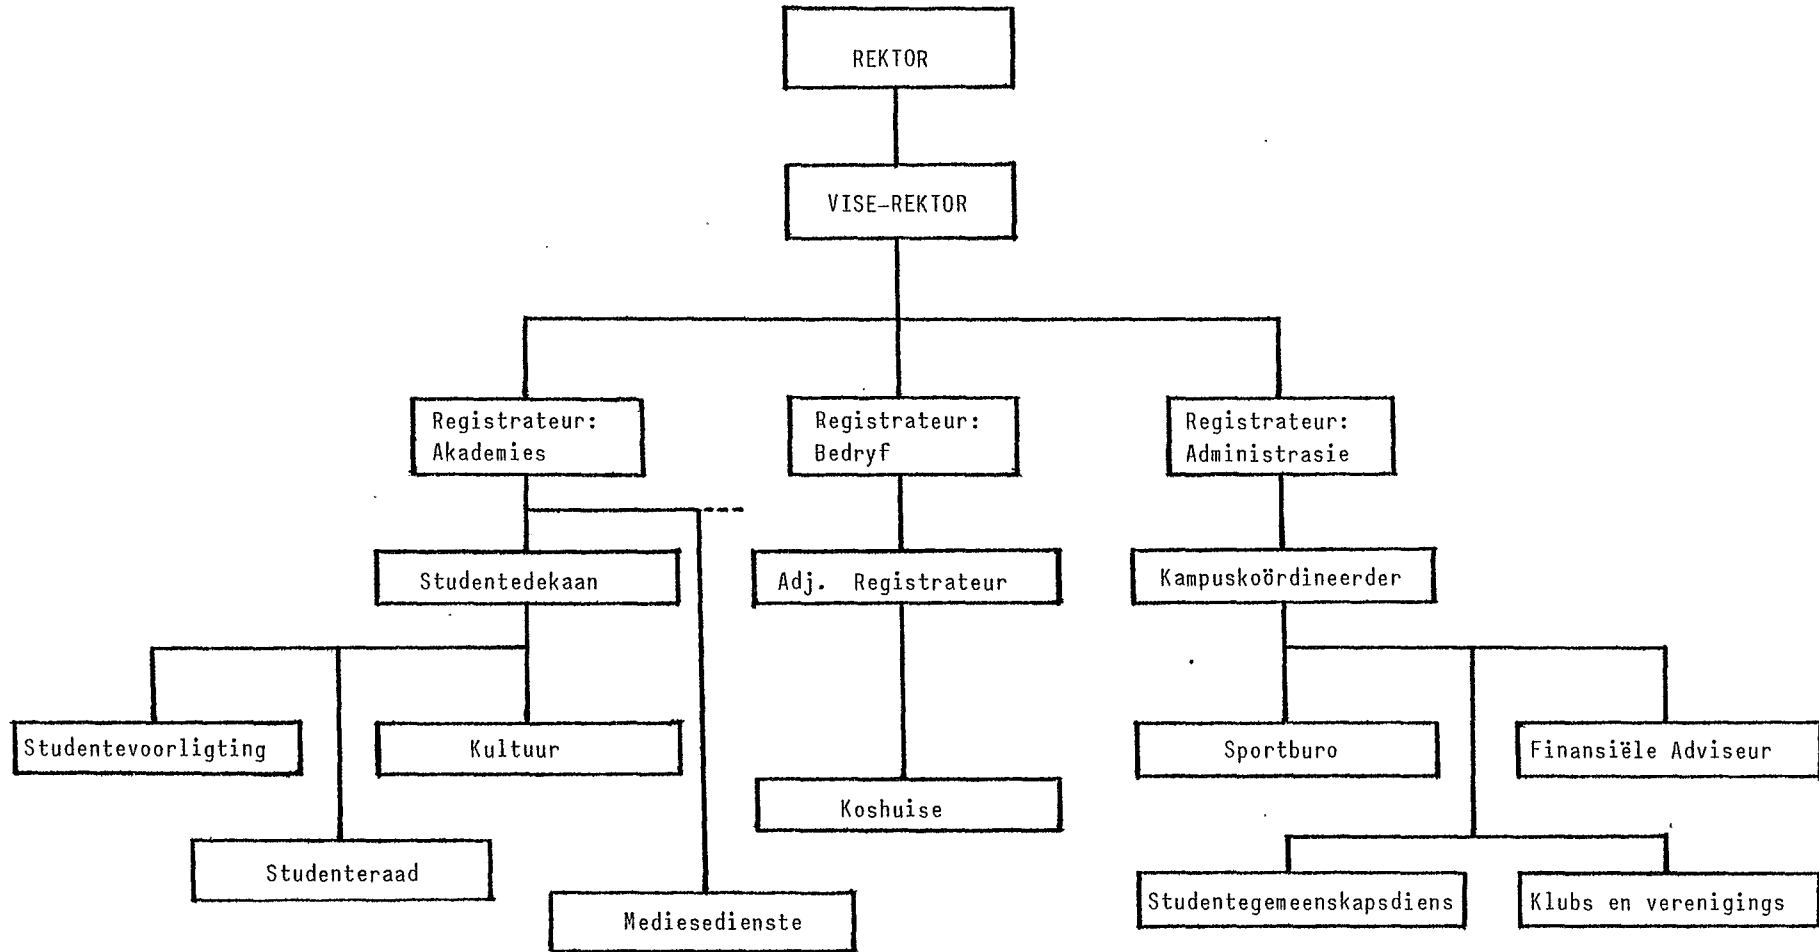 REKTOR
VISE-REKTOR
Registrateur:
Akademies
Registrateur:
Bedryf
Registrateur:
Administrasie
Studentedekaan
Adj. Registrateur
Kampuskoördineerder
Studentevoorligting
Kultuur
Sportburo
Finansiële Adviseur
Koshuise
Studenteraad
Studentegemeenskapsdiens
Klubs en verenigings
Mediesedienste